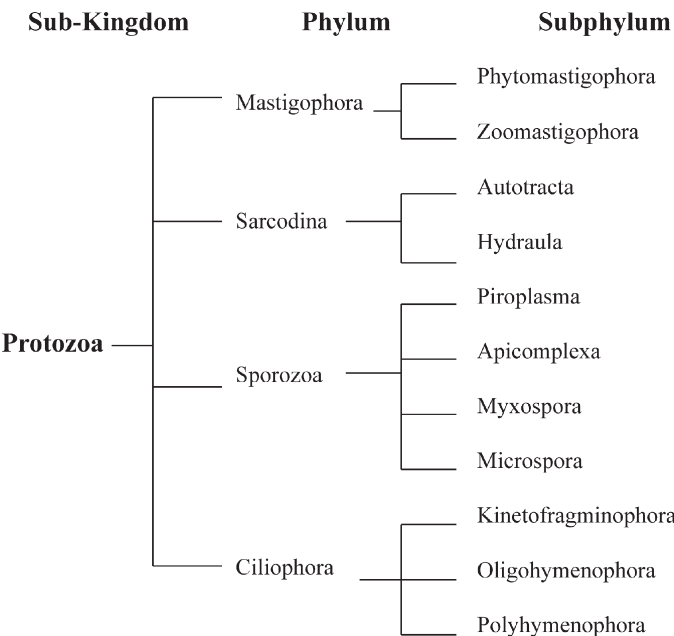 Sub-Kingdom Phylum Subphylum
Phytomastigophora
Mastigophora
Zoomastigophora
Autotracta
Sarcodina
Hydraula
Piroplasma
Protozoa
Apicomplexa
Sporozoa
Myxospora
Microspora
Kinetofragminophora
Ciliophora
Oligohymenophora
Polyhymenophora